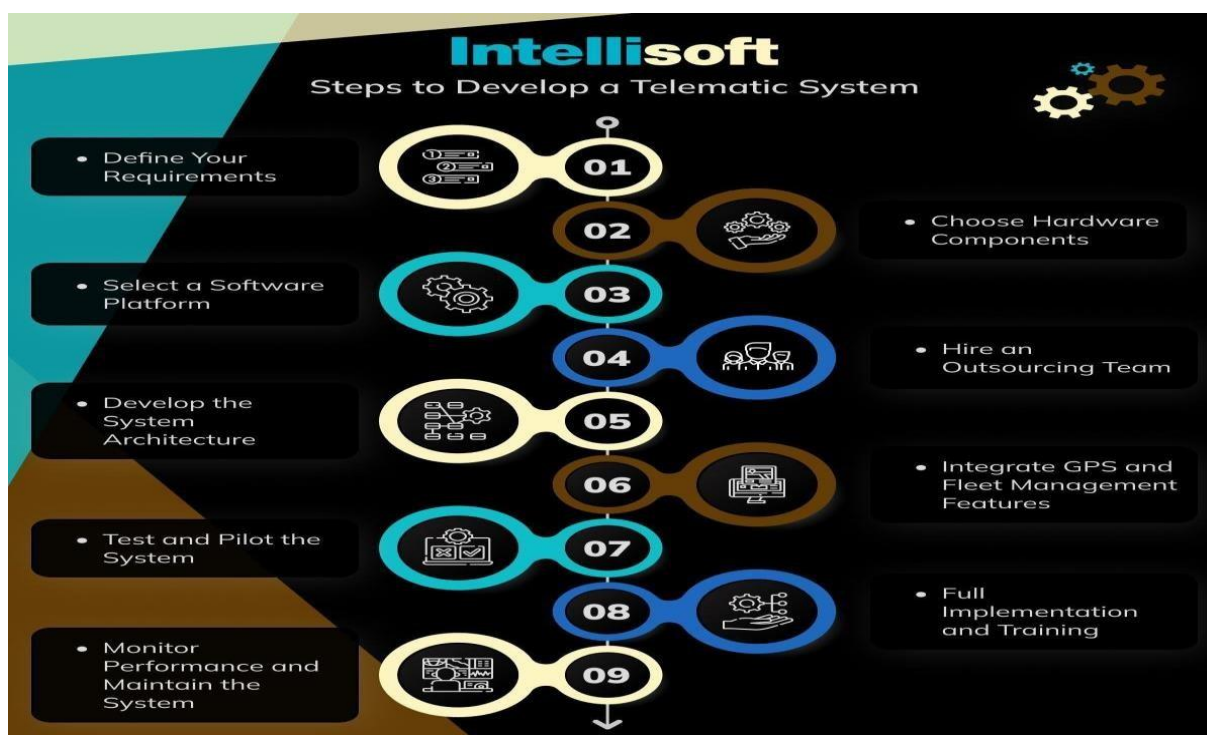 Intellisoft
Steps to Develop a Telematic System
01
• Define Your
Requirements
02
• Choose Hardware
Components
03
• Select a Software
Platform
04
• Hire an
Outsourcing Team
05
• Develop the
System
Architecture
06
• Integrate GPS and
Fleet Management
Features
07
• Test and Pilot the
System
08
• Full
Implementation
and Training
09
• Monitor
Performance and
Maintain the
System